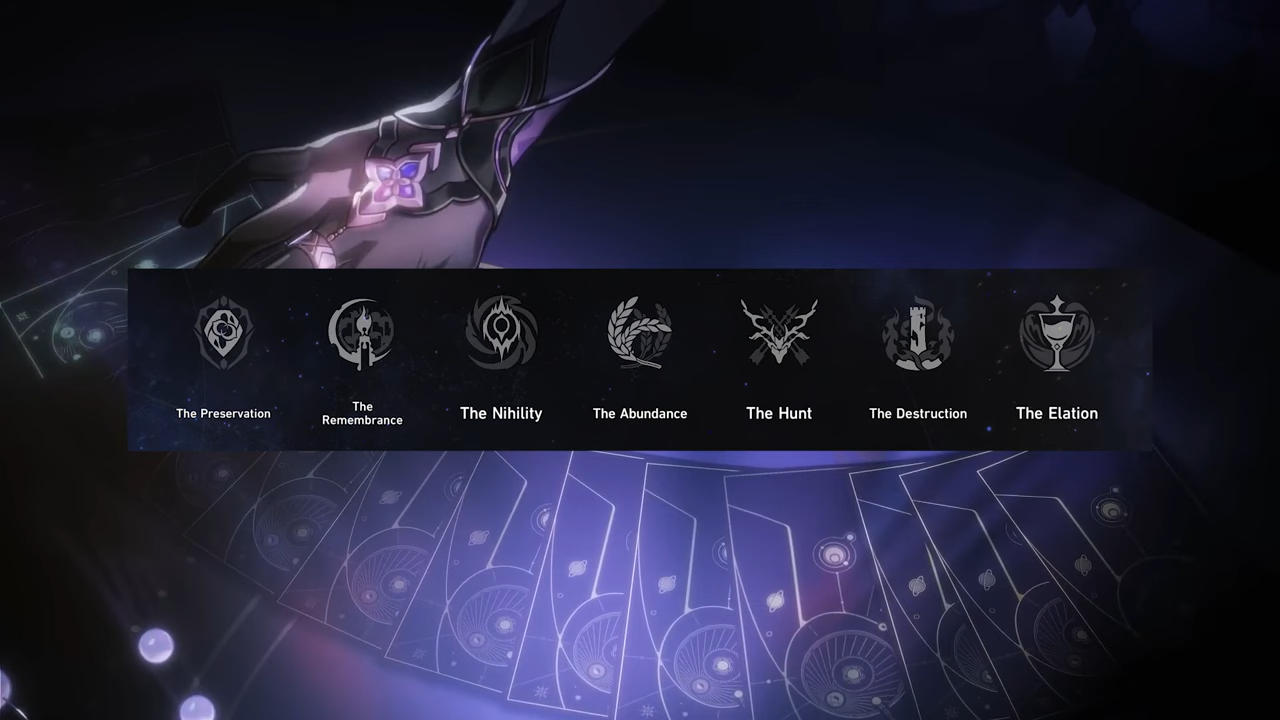 The Preservation
The
Remembrance
The Nihility
The Abundance
The Hunt
The Destruction
The Elation